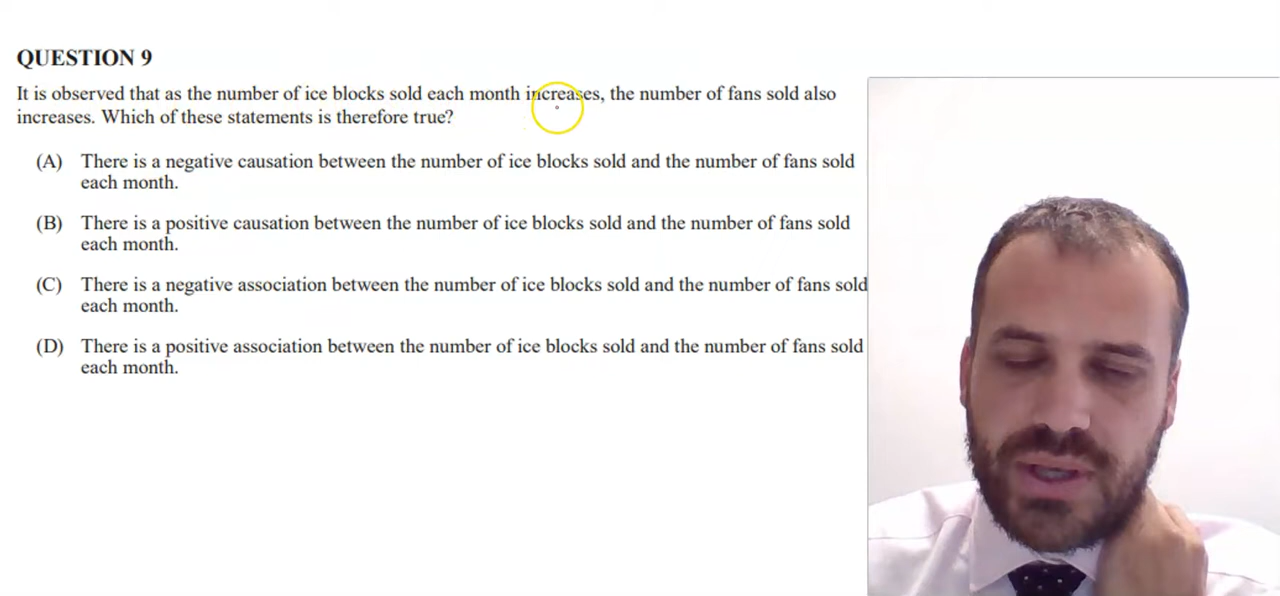 QUESTION 9
It is observed that as the number of ice blocks sold each month increases, the number of fans sold also
increases. Which of these statements is therefore true?
(A) There is a negative causation between the number of ice blocks sold and the number of fans sold
each month.
(B) There is a positive causation between the number of ice blocks sold and the number of fans sold
each month.
(C) There is a negative association between the number of ice blocks sold and the number of fans sold
each month.
(D) There is a positive association between the number of ice blocks sold and the number of fans sold
each month.